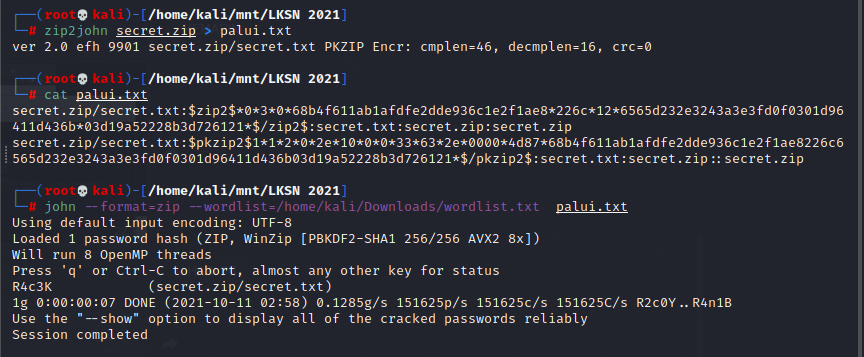 ┌──(root💀kali)-[/home/kali/mnt/LKSN 2021]
└─# zip2john secret.zip > palui.txt
ver 2.0 efh 9901 secret.zip/secret.txt PKZIP Encr: cmplen=46, decmplen=16, crc=0
┌──(root💀kali)-[/home/kali/mnt/LKSN 2021]
└─# cat palui.txt
secret.zip/secret.txt:$zip2$*0*3*0*68b4f611ab1afdfe2dde936c1e2f1ae8*226c*12*6565d232e3243a3e3fd0f0301d96
411d436b*03d19a52228b3d726121*$/zip2$:secret.txt:secret.zip:secret.zip
secret.zip/secret.txt:$pkzip2$1*1*2*0*2e*10*0*0*33*63*2e*0000*4d87*68b4f611ab1afdfe2dde936c1e2f1ae8226c6
565d232e3243a3e3fd0f0301d96411d436b03d19a52228b3d726121*$/pkzip2$:secret.txt:secret.zip::secret.zip
┌──(root💀kali)-[/home/kali/mnt/LKSN 2021]
└─# john --format=zip --wordlist=/home/kali/Downloads/wordlist.txt  palui.txt
Using default input encoding: UTF-8
Loaded 1 password hash (ZIP, WinZip [PBKDF2-SHA1 256/256 AVX2 8x])
Will run 8 OpenMP threads
Press 'q' or Ctrl-C to abort, almost any other key for status
R4c3K            (secret.zip/secret.txt)
1g 0:00:00:07 DONE (2021-10-11 02:58) 0.1285g/s 151625p/s 151625c/s 151625C/s R2c0Y..R4n1B
Use the "--show" option to display all of the cracked passwords reliably
Session completed